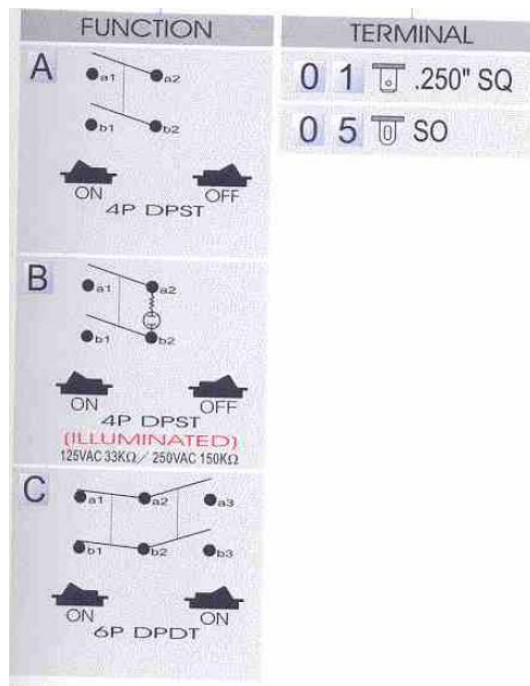 FUNCTION
A
a1 a2
b1 b2
ON OFF
4P DPST
B
a1 a2
b1 b2
ON OFF
4P DPST
(ILLUMINATED)
125VAC 33KΩ／250VAC 150KΩ
C
a1 a2 a3
b1 b2 b3
ON ON
6P DPDT
TERMINAL
0 1 .250" SQ
0 5 SO